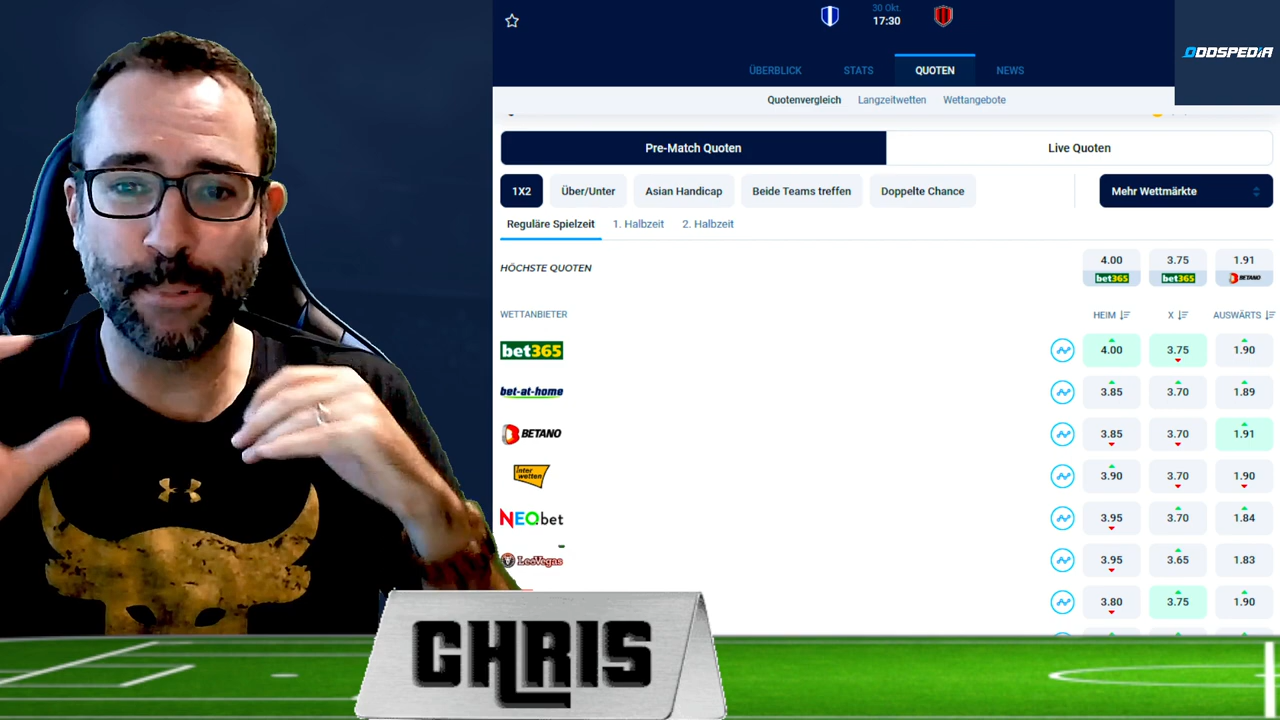 30 Okt.
17:30
ODDSPEDIA
ÜBERBLICK STATS QUOTEN NEWS
Quotenvergleich Langzeitwetten Wettangebote
Pre-Match Quoten Live Quoten
1X2 Über/Unter Asian Handicap Beide Teams treffen Doppelte Chance Mehr Wettmärkte
Reguläre Spielzeit 1. Halbzeit 2. Halbzeit
HÖCHSTE QUOTEN 4.00 3.75 1.91
bet365 bet365 BETANO
WETTANBIETER HEIM X AUSWÄRTS
bet365 4.00 3.75 1.90
bet-at-home 3.85 3.70 1.89
BETANO 3.85 3.70 1.91
inter wetten 3.90 3.70 1.90
NEO.bet 3.95 3.70 1.84
LeoVegas 3.95 3.65 1.83
3.80 3.75 1.90
CHRIS